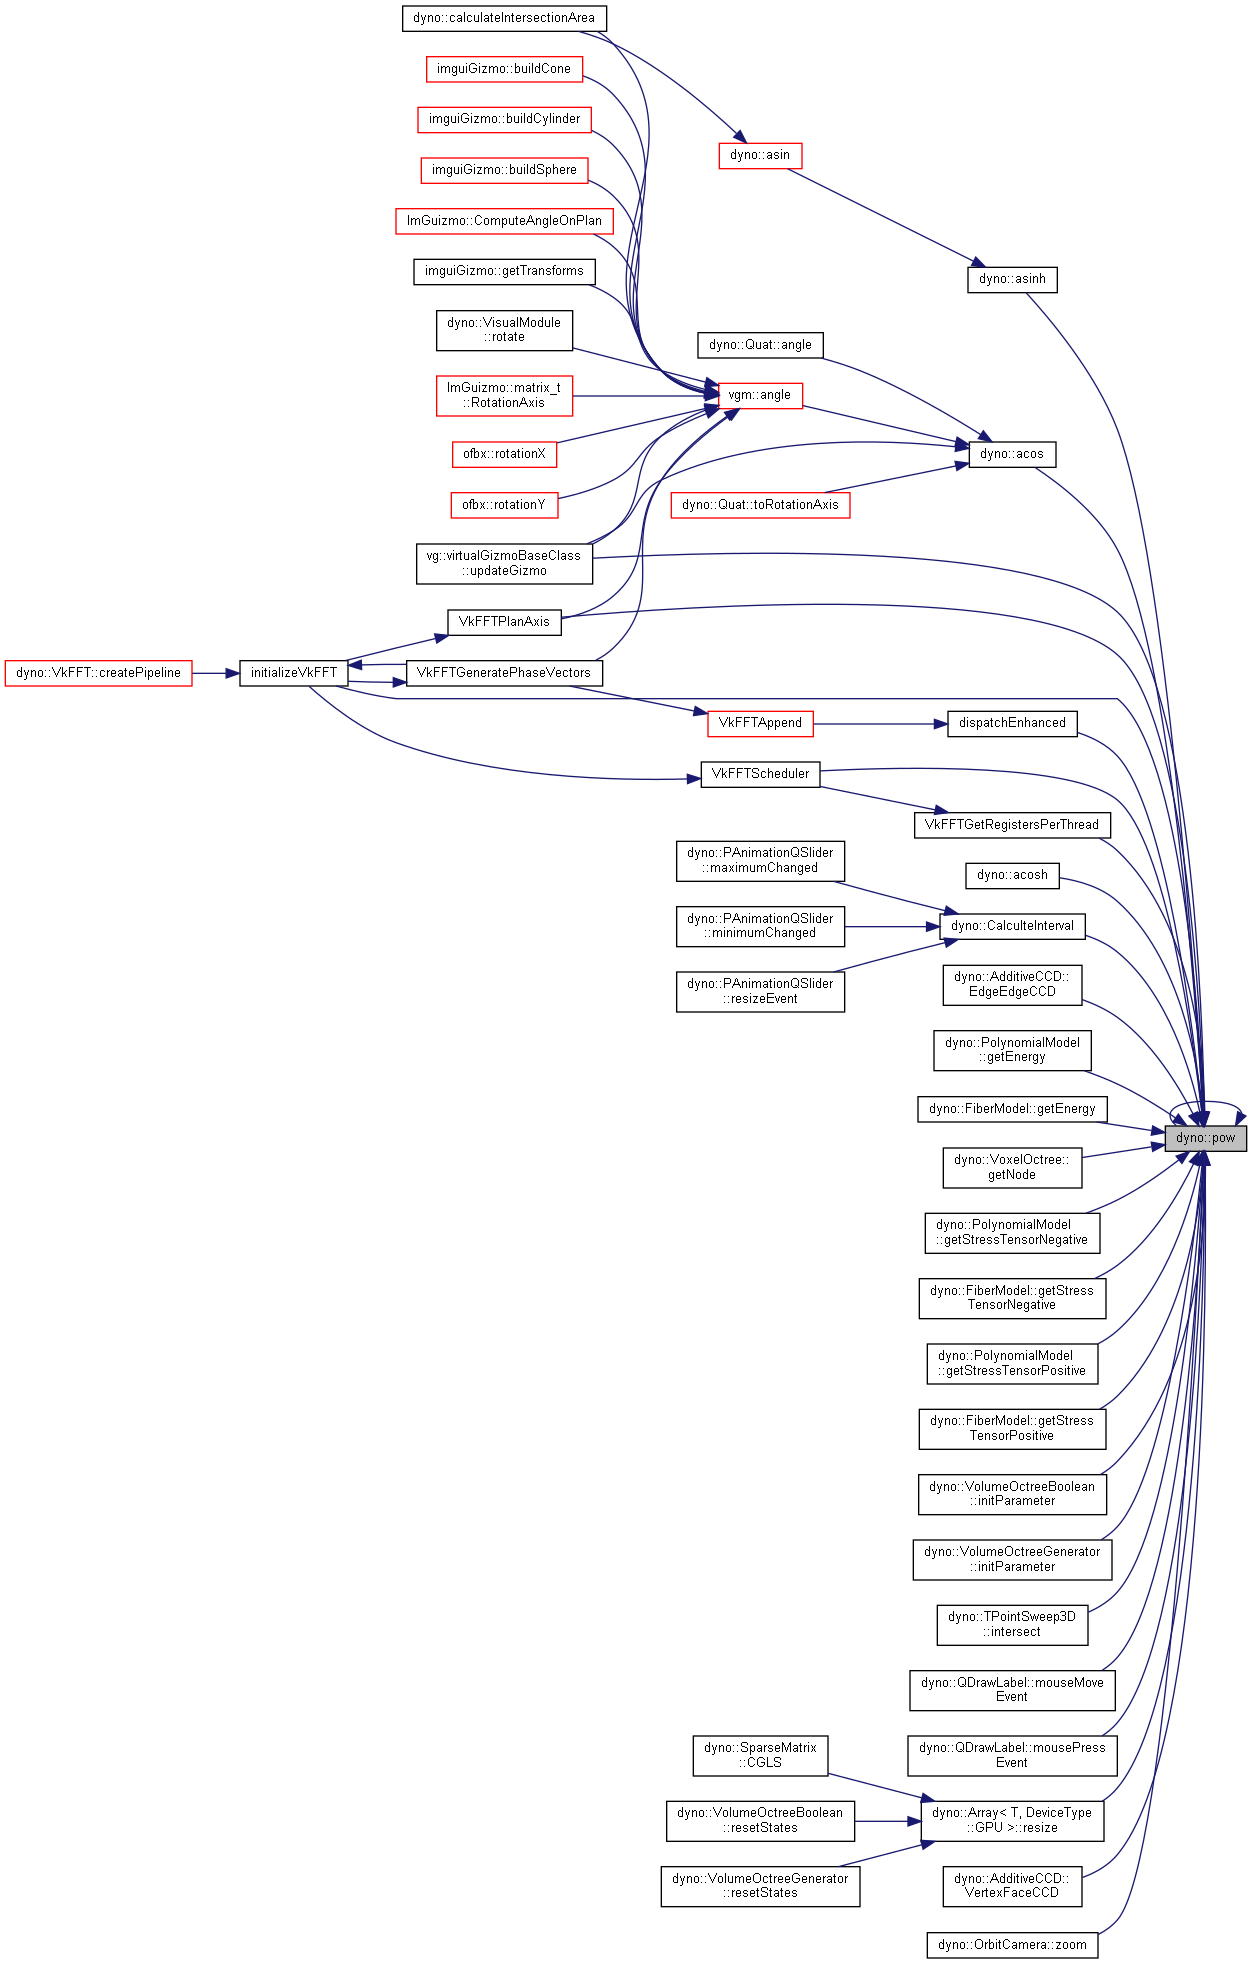 dyno::calculateIntersectionArea
imguiGizmo::buildCone
imguiGizmo::buildCylinder
dyno::asin
imguiGizmo::buildSphere
ImGuizmo::ComputeAngleOnPlan
imguiGizmo::getTransforms
dyno::asinh
dyno::VisualModule
::rotate
dyno::Quat::angle
ImGuizmo::matrix_t
::RotationAxis
vgm::angle
ofbx::rotationX
dyno::acos
ofbx::rotationY
dyno::Quat::toRotationAxis
vg::virtualGizmoBaseClass
::updateGizmo
VkFFTPlanAxis
dyno::VkFFT::createPipeline
initializeVkFFT
VkFFTGeneratePhaseVectors
VkFFTAppend
dispatchEnhanced
VkFFTScheduler
VkFFTGetRegistersPerThread
dyno::PAnimationQSlider
::maximumChanged
dyno::acosh
dyno::PAnimationQSlider
::minimumChanged
dyno::CalculteInterval
dyno::PAnimationQSlider
::resizeEvent
dyno::AdditiveCCD::
EdgeEdgeCCD
dyno::PolynomialModel
::getEnergy
dyno::FiberModel::getEnergy
dyno::pow
dyno::VoxelOctree::
getNode
dyno::PolynomialModel
::getStressTensorNegative
dyno::FiberModel::getStress
TensorNegative
dyno::PolynomialModel
::getStressTensorPositive
dyno::FiberModel::getStress
TensorPositive
dyno::VolumeOctreeBoolean
::initParameter
dyno::VolumeOctreeGenerator
::initParameter
dyno::TPointSweep3D
::intersect
dyno::QDrawLabel::mouseMove
Event
dyno::SparseMatrix
::CGLS
dyno::QDrawLabel::mousePress
Event
dyno::VolumeOctreeBoolean
::resetStates
dyno::Array< T, DeviceType
::GPU >::resize
dyno::VolumeOctreeGenerator
::resetStates
dyno::AdditiveCCD::
VertexFaceCCD
dyno::OrbitCamera::zoom